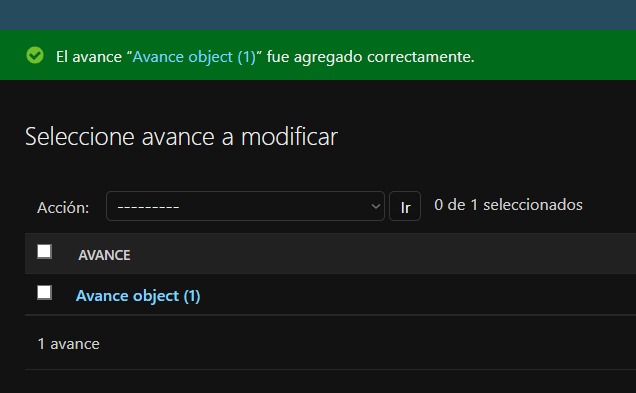 El avance “Avance object (1)” fue agregado correctamente.
Seleccione avance a modificar
Acción: --------- Ir 0 de 1 seleccionados
AVANCE
Avance object (1)
1 avance